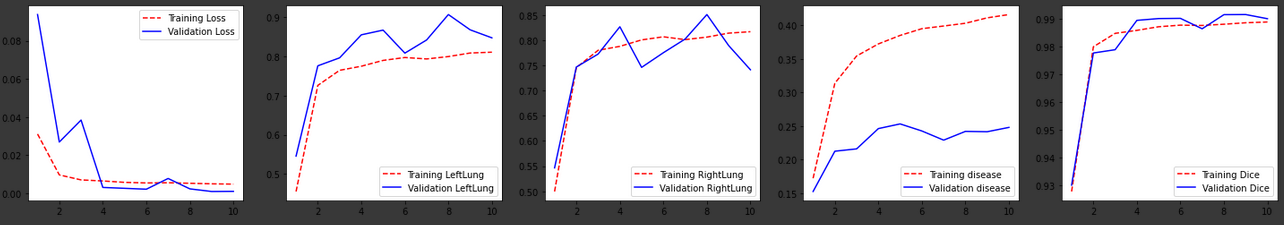 0.08
0.06
0.04
0.02
0.00
2 4 6 8 10
Training Loss
Validation Loss
0.9
0.8
0.7
0.6
0.5
2 4 6 8 10
Training LeftLung
Validation LeftLung
0.85
0.80
0.75
0.70
0.65
0.60
0.55
0.50
2 4 6 8 10
Training RightLung
Validation RightLung
0.40
0.35
0.30
0.25
0.20
0.15
2 4 6 8 10
Training disease
Validation disease
0.99
0.98
0.97
0.96
0.95
0.94
0.93
2 4 6 8 10
Training Dice
Validation Dice